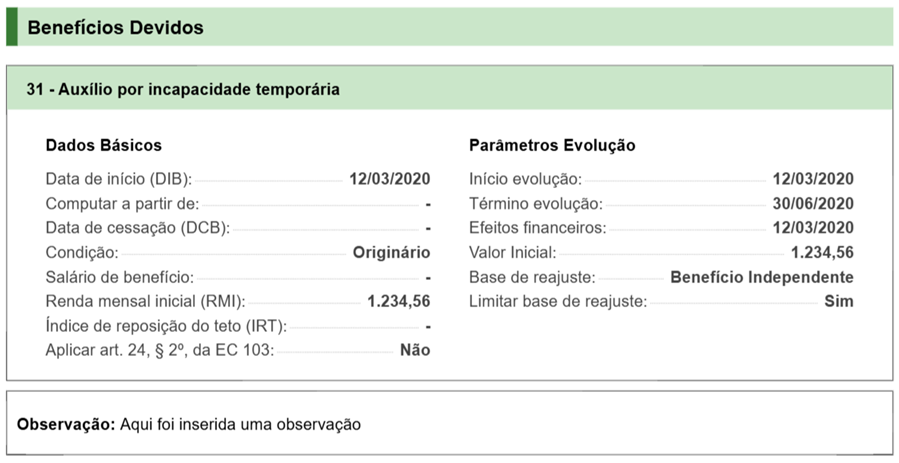 Benefícios Devidos
31 - Auxílio por incapacidade temporária
Dados Básicos
Data de início (DIB): 12/03/2020
Computar a partir de: -
Data de cessação (DCB): -
Condição: Originário
Salário de benefício: -
Renda mensal inicial (RMI): 1.234,56
Índice de reposição do teto (IRT): -
Aplicar art. 24, § 2º, da EC 103: Não
Parâmetros Evolução
Início evolução: 12/03/2020
Término evolução: 30/06/2020
Efeitos financeiros: 12/03/2020
Valor Inicial: 1.234,56
Base de reajuste: Benefício Independente
Limitar base de reajuste: Sim
Observação: Aqui foi inserida uma observação